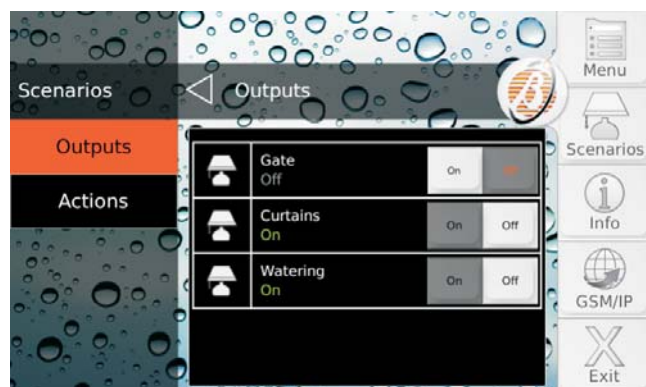 Scenarios
Outputs
Actions
Outputs
Gate
Off
On
Curtains
On
On
Off
Watering
On
On
Off
Menu
Scenarios
Info
GSM/IP
Exit